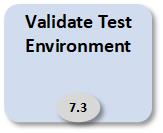 Validate Test
Environment
7.3